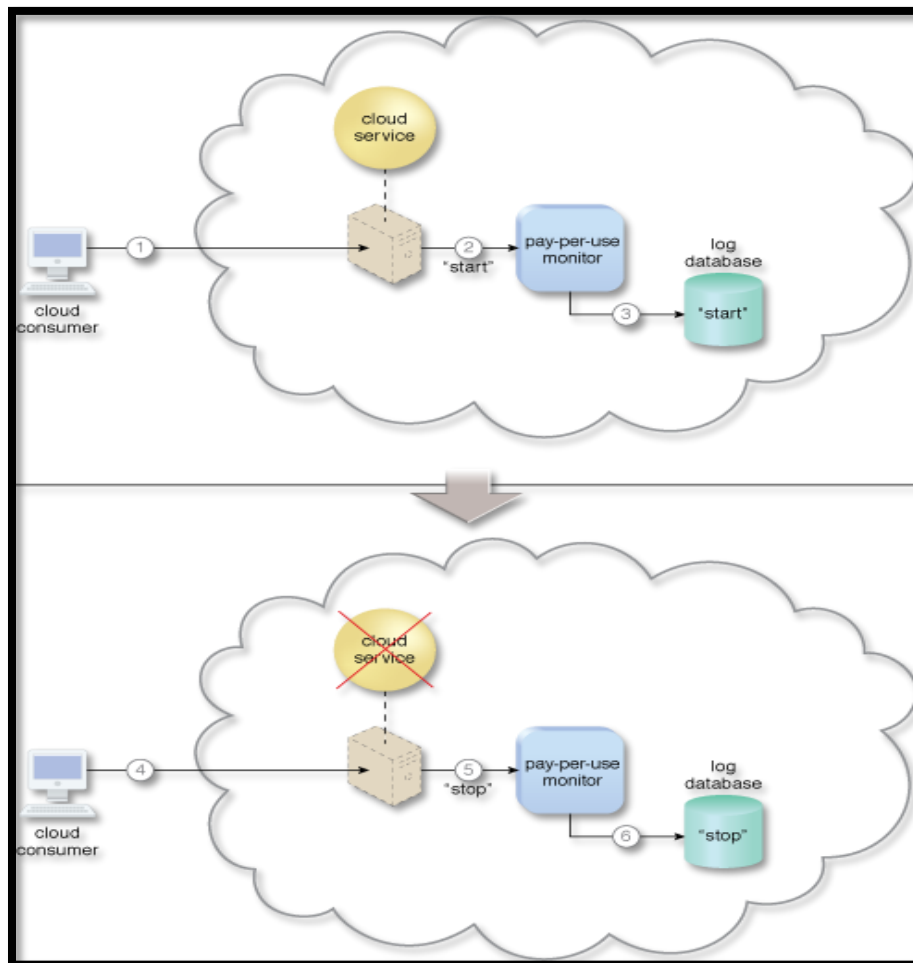 cloud
service
1
2
"start"
pay-per-use
monitor
log
database
3
"start"
cloud
consumer
cloud
service
4
5
"stop"
pay-per-use
monitor
log
database
6
"stop"
cloud
consumer